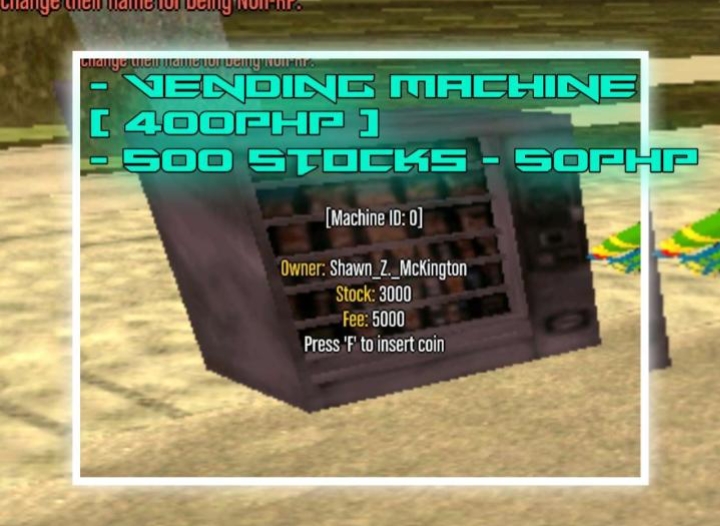 change their name for being Non-RP.
change their name for being Non-RP.
- VENDING MACHINE
[ 400PHP ]
- 500 STOCKS - 50PHP
[Machine ID: 0]
Owner: Shawn_Z._McKington
Stock: 3000
Fee: 5000
Press 'F' to insert coin